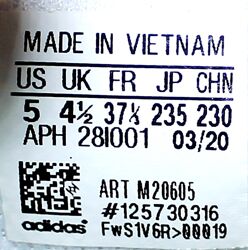 MADE IN VIETNAM
US UK FR JP CHN
5 4½ 37⅓ 235 230
APH 28I001 03/20
ART M20605
#125730316
adidas FwS1V6R>00019